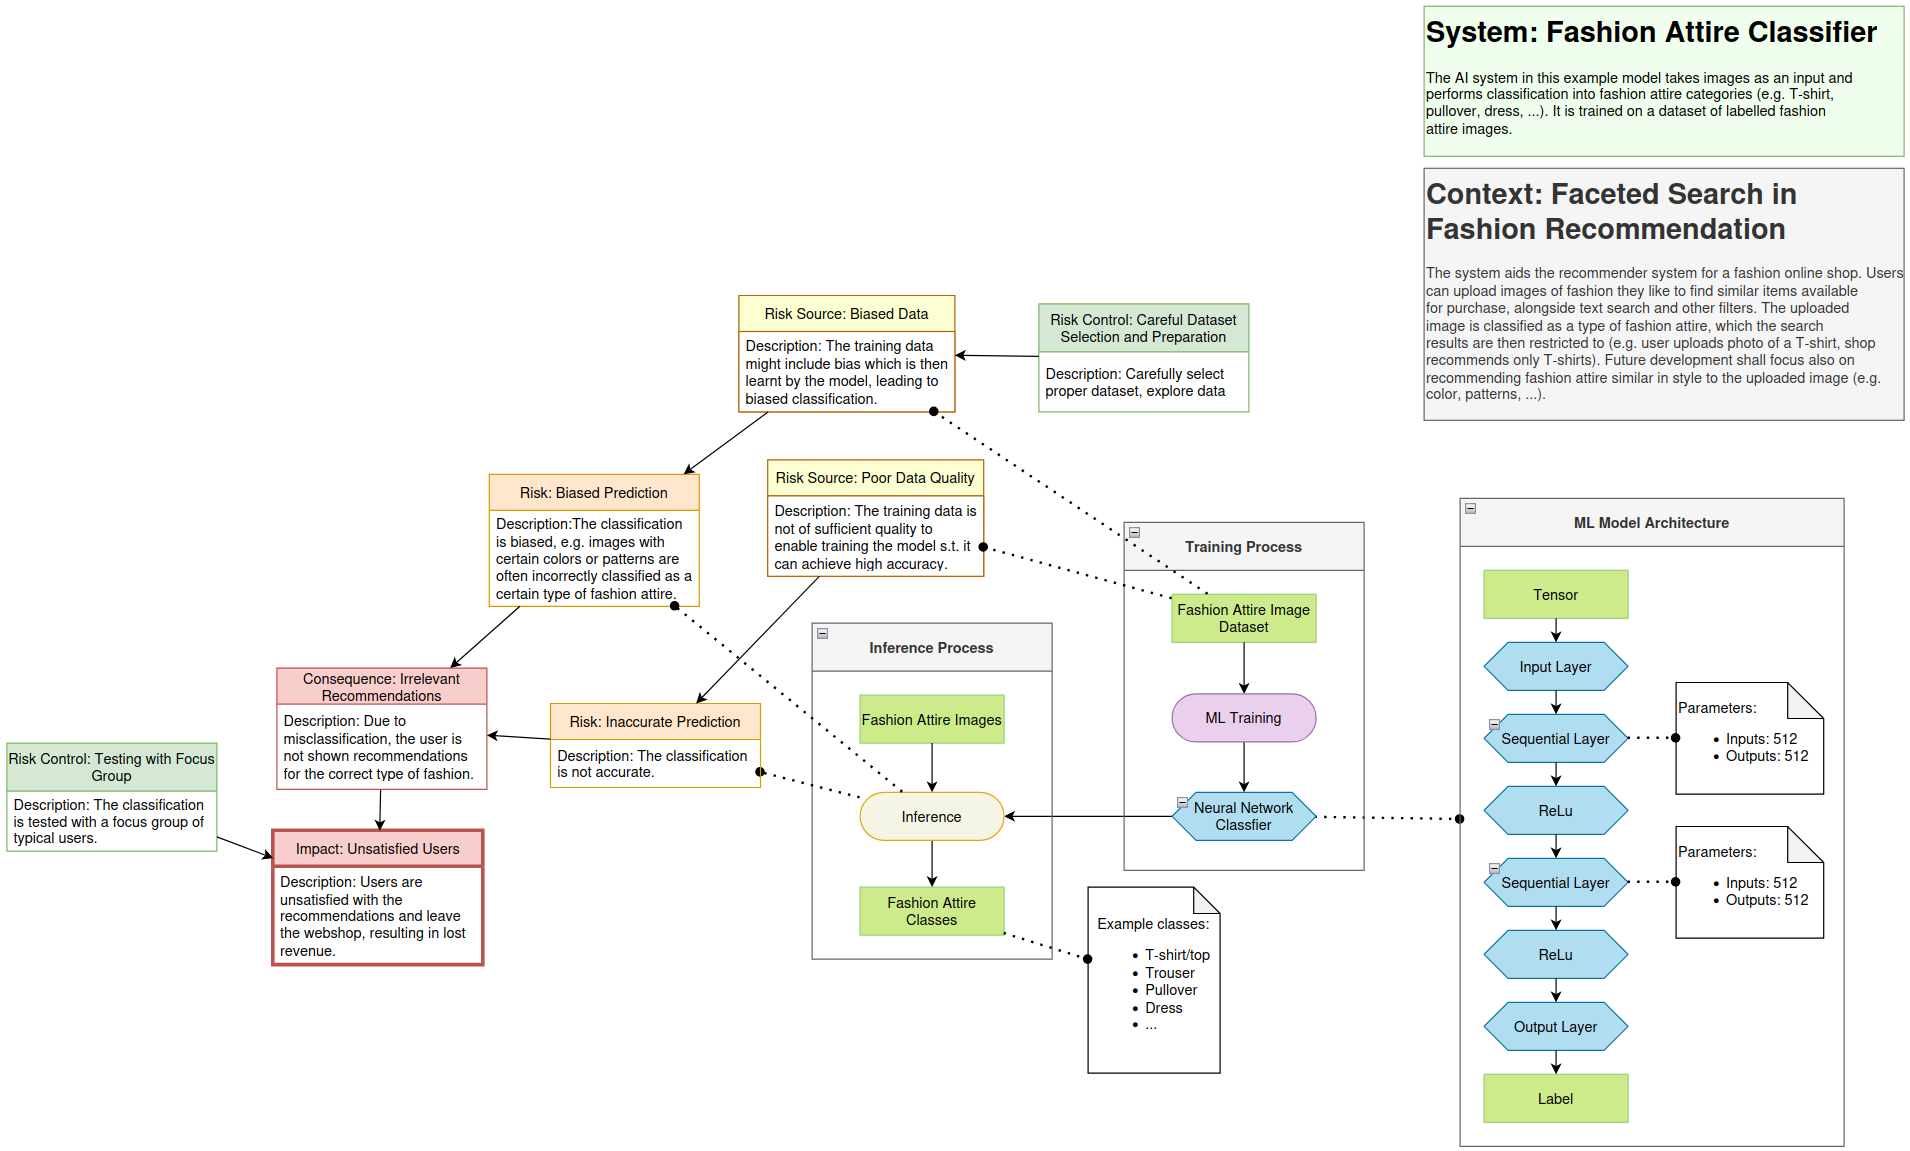 System: Fashion Attire Classifier
The AI system in this example model takes images as an input and
performs classification into fashion attire categories (e.g. T-shirt,
pullover, dress, ...). It is trained on a dataset of labelled fashion
attire images.
Context: Faceted Search in
Fashion Recommendation
The system aids the recommender system for a fashion online shop. Users
can upload images of fashion they like to find similar items available
for purchase, alongside text search and other filters. The uploaded
image is classified as a type of fashion attire, which the search
results are then restricted to (e.g. user uploads photo of a T-shirt, shop
recommends only T-shirts). Future development shall focus also on
recommending fashion attire similar in style to the uploaded image (e.g.
color, patterns, ...).
Risk Source: Biased Data
Description: The training data
might include bias which is then
learnt by the model, leading to
biased classification.
Risk Control: Careful Dataset
Selection and Preparation
Description: Carefully select
proper dataset, explore data
Risk: Biased Prediction
Description:The classification
is biased, e.g. images with
certain colors or patterns are
often incorrectly classified as a
certain type of fashion attire.
Risk Source: Poor Data Quality
Description: The training data is
not of sufficient quality to
enable training the model s.t. it
can achieve high accuracy.
Consequence: Irrelevant
Recommendations
Description: Due to
misclassification, the user is
not shown recommendations
for the correct type of fashion.
Risk: Inaccurate Prediction
Description: The classification
is not accurate.
Risk Control: Testing with Focus
Group
Description: The classification
is tested with a focus group of
typical users.
Impact: Unsatisfied Users
Description: Users are
unsatisfied with the
recommendations and leave
the webshop, resulting in lost
revenue.
Inference Process
Fashion Attire Images
Inference
Fashion Attire
Classes
Training Process
Fashion Attire Image
Dataset
ML Training
Neural Network
Classfier
Example classes:
• T-shirt/top
• Trouser
• Pullover
• Dress
• ...
ML Model Architecture
Tensor
Input Layer
Sequential Layer
Parameters:
• Inputs: 512
• Outputs: 512
ReLu
Sequential Layer
Parameters:
• Inputs: 512
• Outputs: 512
ReLu
Output Layer
Label